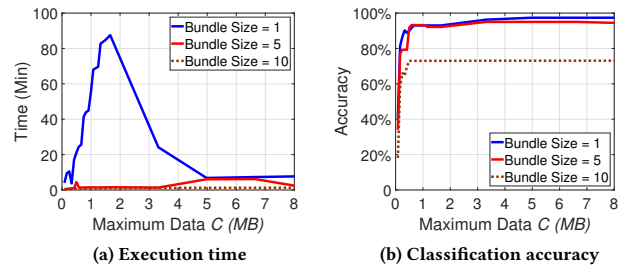 100
80
60
40
20
0
Time (Min)
Bundle Size = 1
Bundle Size = 5
Bundle Size = 10
0 1 2 3 4 5 6 7 8
Maximum Data C (MB)
(a) Execution time
100%
80%
60%
40%
20%
0
Accuracy
Bundle Size = 1
Bundle Size = 5
Bundle Size = 10
0 1 2 3 4 5 6 7 8
Maximum Data C (MB)
(b) Classification accuracy